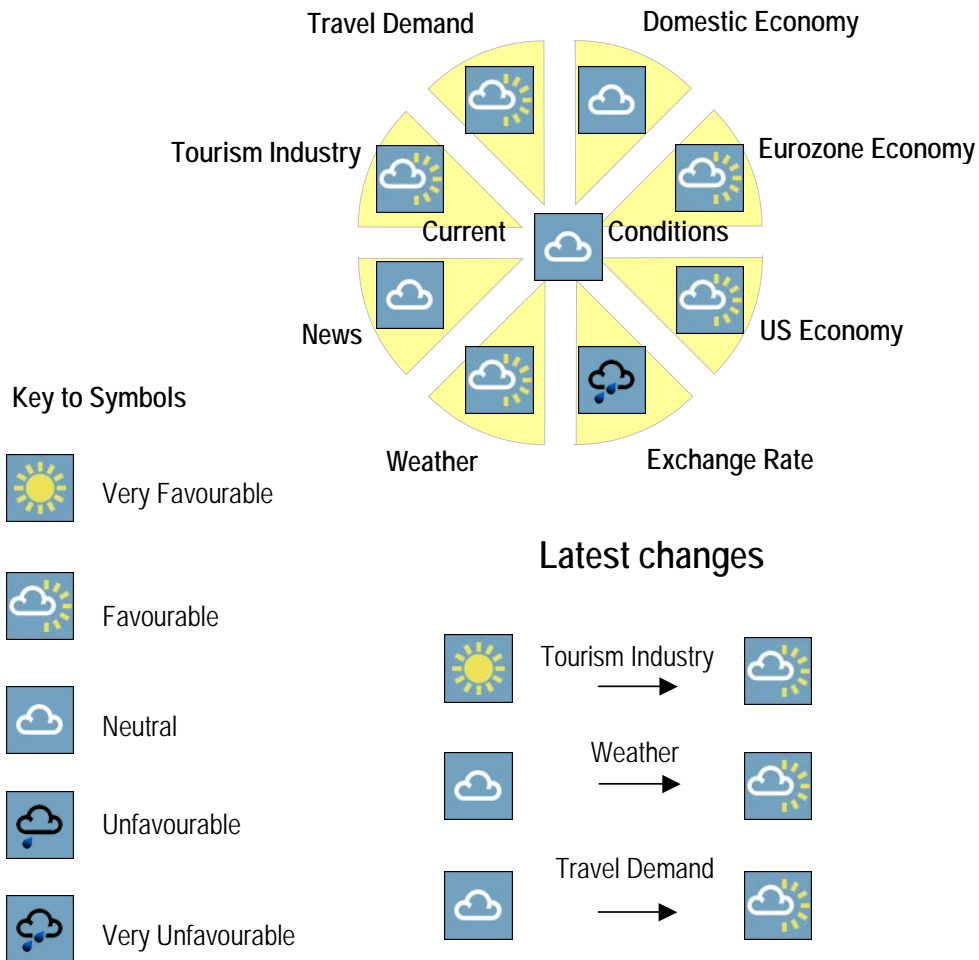 Travel Demand
Domestic Economy
Tourism Industry
Eurozone Economy
Current Conditions
News
US Economy
Weather
Exchange Rate
Key to Symbols
Very Favourable
Favourable
Neutral
Unfavourable
Very Unfavourable
Latest changes
Tourism Industry
Weather
Travel Demand